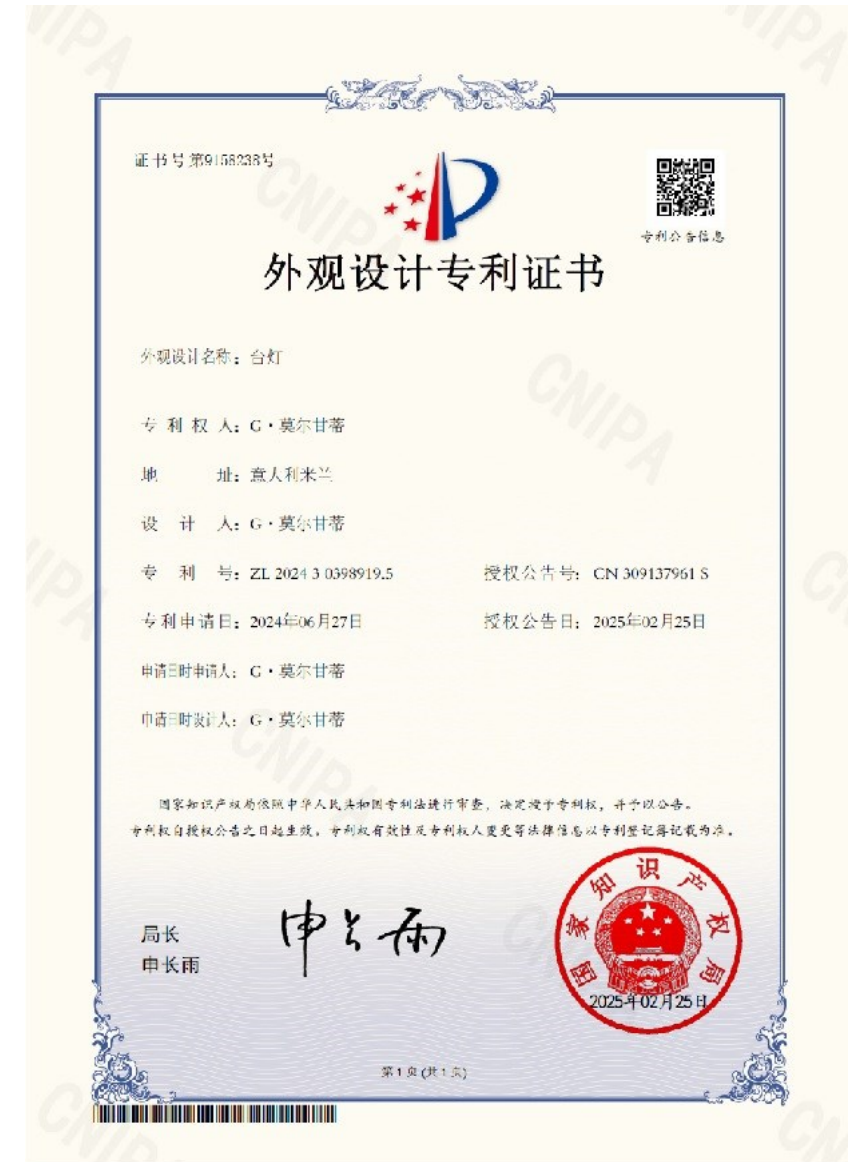 证书号第9158238号
专利公告信息
外观设计专利证书
外观设计名称：台灯
专利权人：G·莫尔甘蒂
地址：意大利米兰
设计人：G·莫尔甘蒂
专利号：ZL 2024 3 0398919.5 授权公告号：CN 309137961 S
专利申请日：2024年06月27日 授权公告日：2025年02月25日
申请日时申请人：G·莫尔甘蒂
申请日时设计人：G·莫尔甘蒂
国家知识产权局依照中华人民共和国专利法进行审查，决定授予专利权，并予以公告。
专利权自授权公告之日起生效。专利权有效性及专利权人变更等法律信息以专利登记簿记载为准。
局长
申长雨
申长雨
国家知识产权局
2025年02月25日
第1页(共1页)
CNIPA